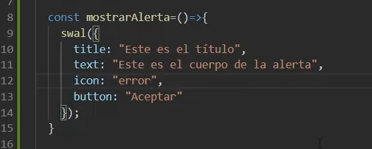 7
8 const mostrarAlerta=()=>{
9 swal({
10 title: "Este es el título",
11 text: "Este es el cuerpo de la alerta",
12 icon: "error",
13 button: "Aceptar"
14 });
15 }
16